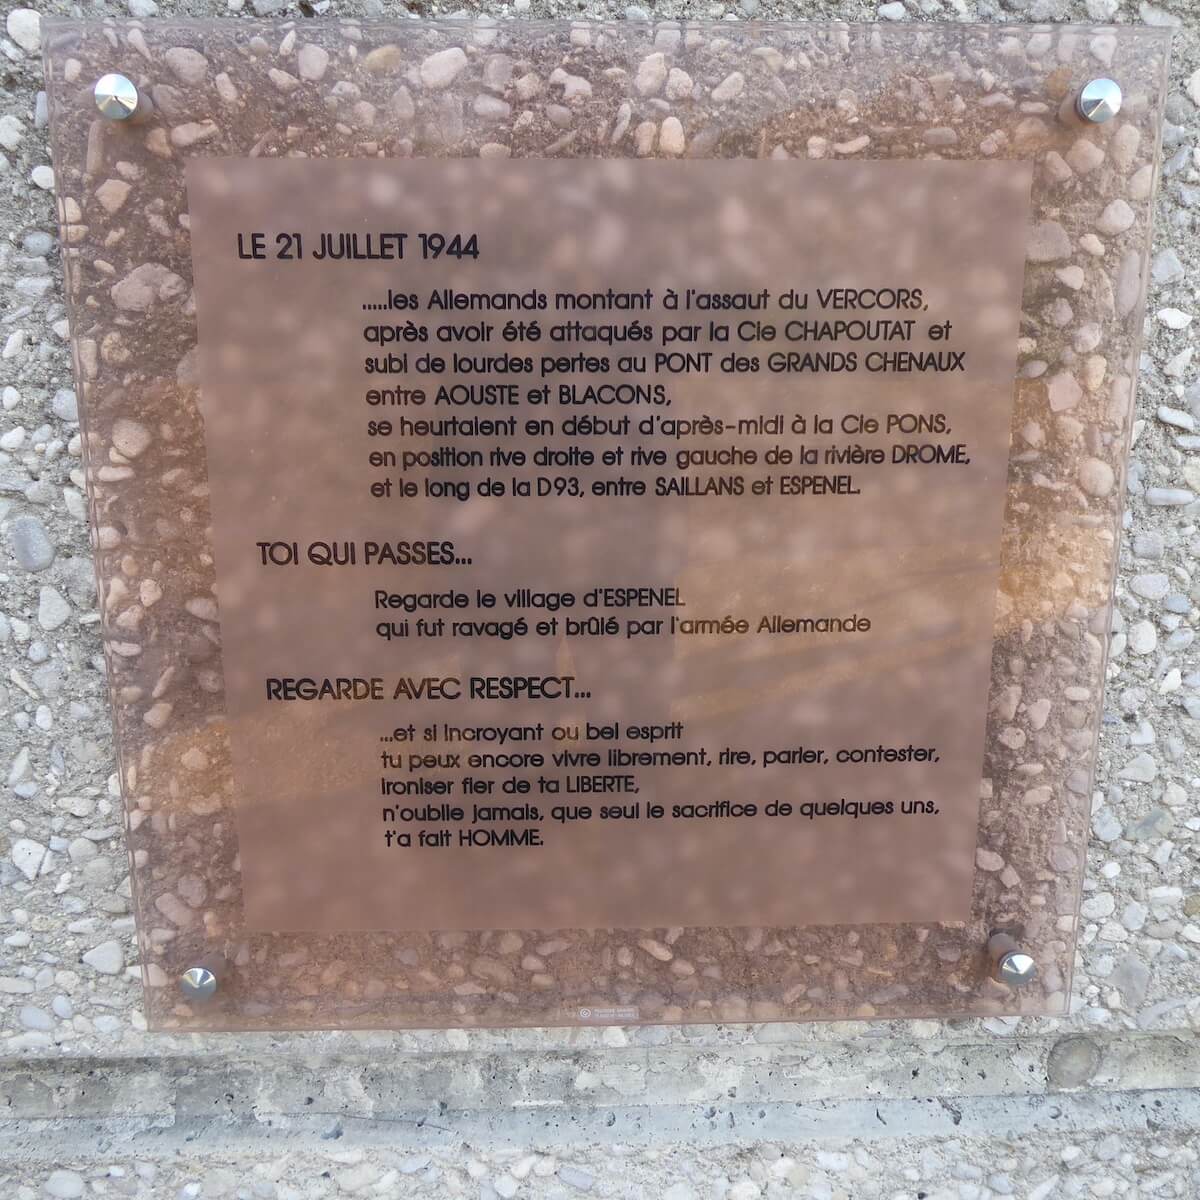 LE 21 JUILLET 1944
.....les Allemands montant à l'assaut du VERCORS,
après avoir été attaqués par la Cie CHAPOUTAT et
subi de lourdes pertes au PONT des GRANDS CHENAUX
entre AOUSTE et BLACONS,
se heurtaient en début d'après-midi à la Cie PONS,
en position rive droite et rive gauche de la rivière DROME,
et le long de la D93, entre SAILLANS et ESPENEL.
TOI QUI PASSES...
Regarde le village d'ESPENEL
qui fut ravagé et brûlé par l'armée Allemande
REGARDE AVEC RESPECT...
...et si incroyant ou bel esprit
tu peux encore vivre librement, rire, parler, contester,
ironiser fier de ta LIBERTE,
n'oublie jamais, que seul le sacrifice de quelques uns,
t'a fait HOMME.